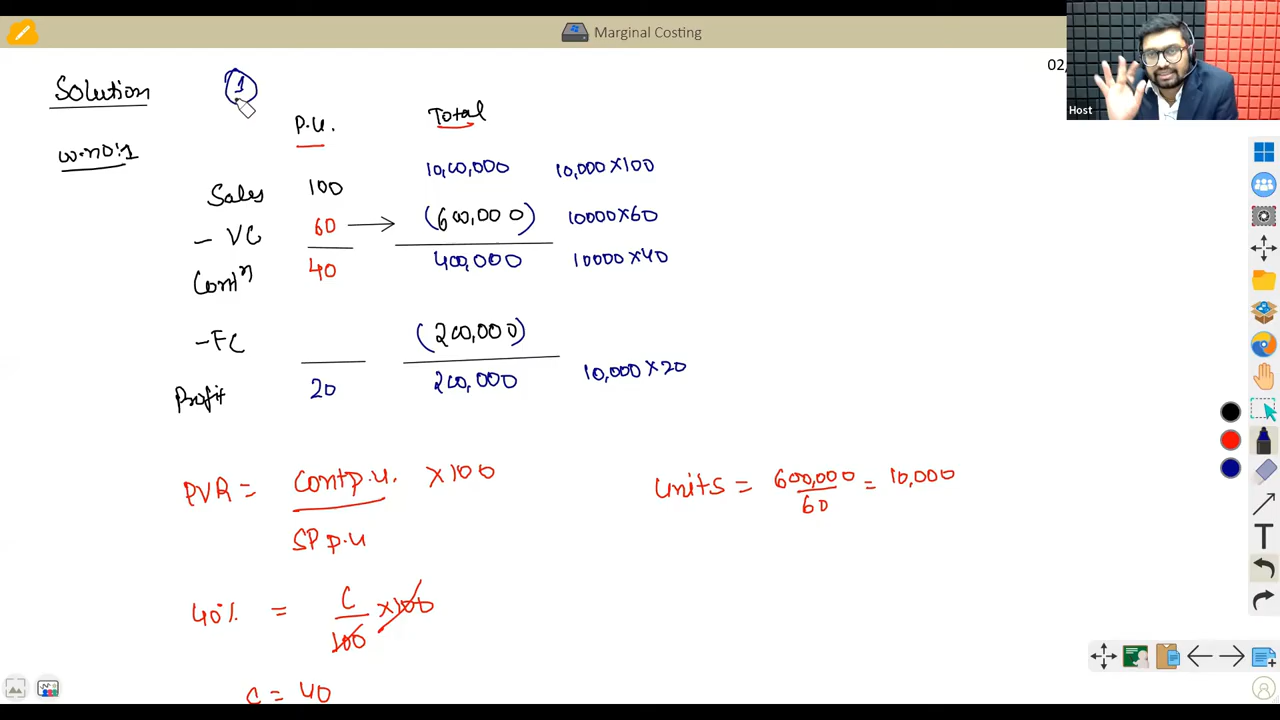 Marginal Costing
02/
Host
Solution 1
P.U. Total
W.no:1
Sales 100 10,00,000 10,000×100
- VC 60 → (600,000) 10000×60
Contⁿ 40 400,000 10000×40
-FC (200,000)
Profit 20 200,000 10,000×20
PVR = Contp.u. ×100
SP p.u
Units = 600,000 = 10,000
60
40% = C ×100
100
C = 40
T